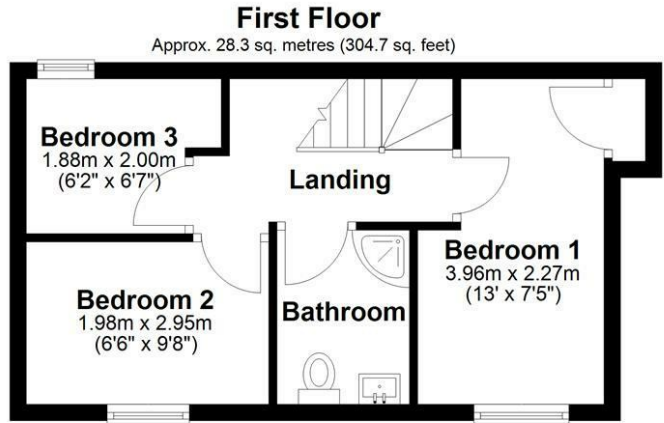 First Floor
Approx. 28.3 sq. metres (304.7 sq. feet)
Bedroom 3
1.88m x 2.00m
(6'2" x 6'7")
Landing
Bedroom 1
3.96m x 2.27m
(13' x 7'5")
Bedroom 2
1.98m x 2.95m
(6'6" x 9'8")
Bathroom